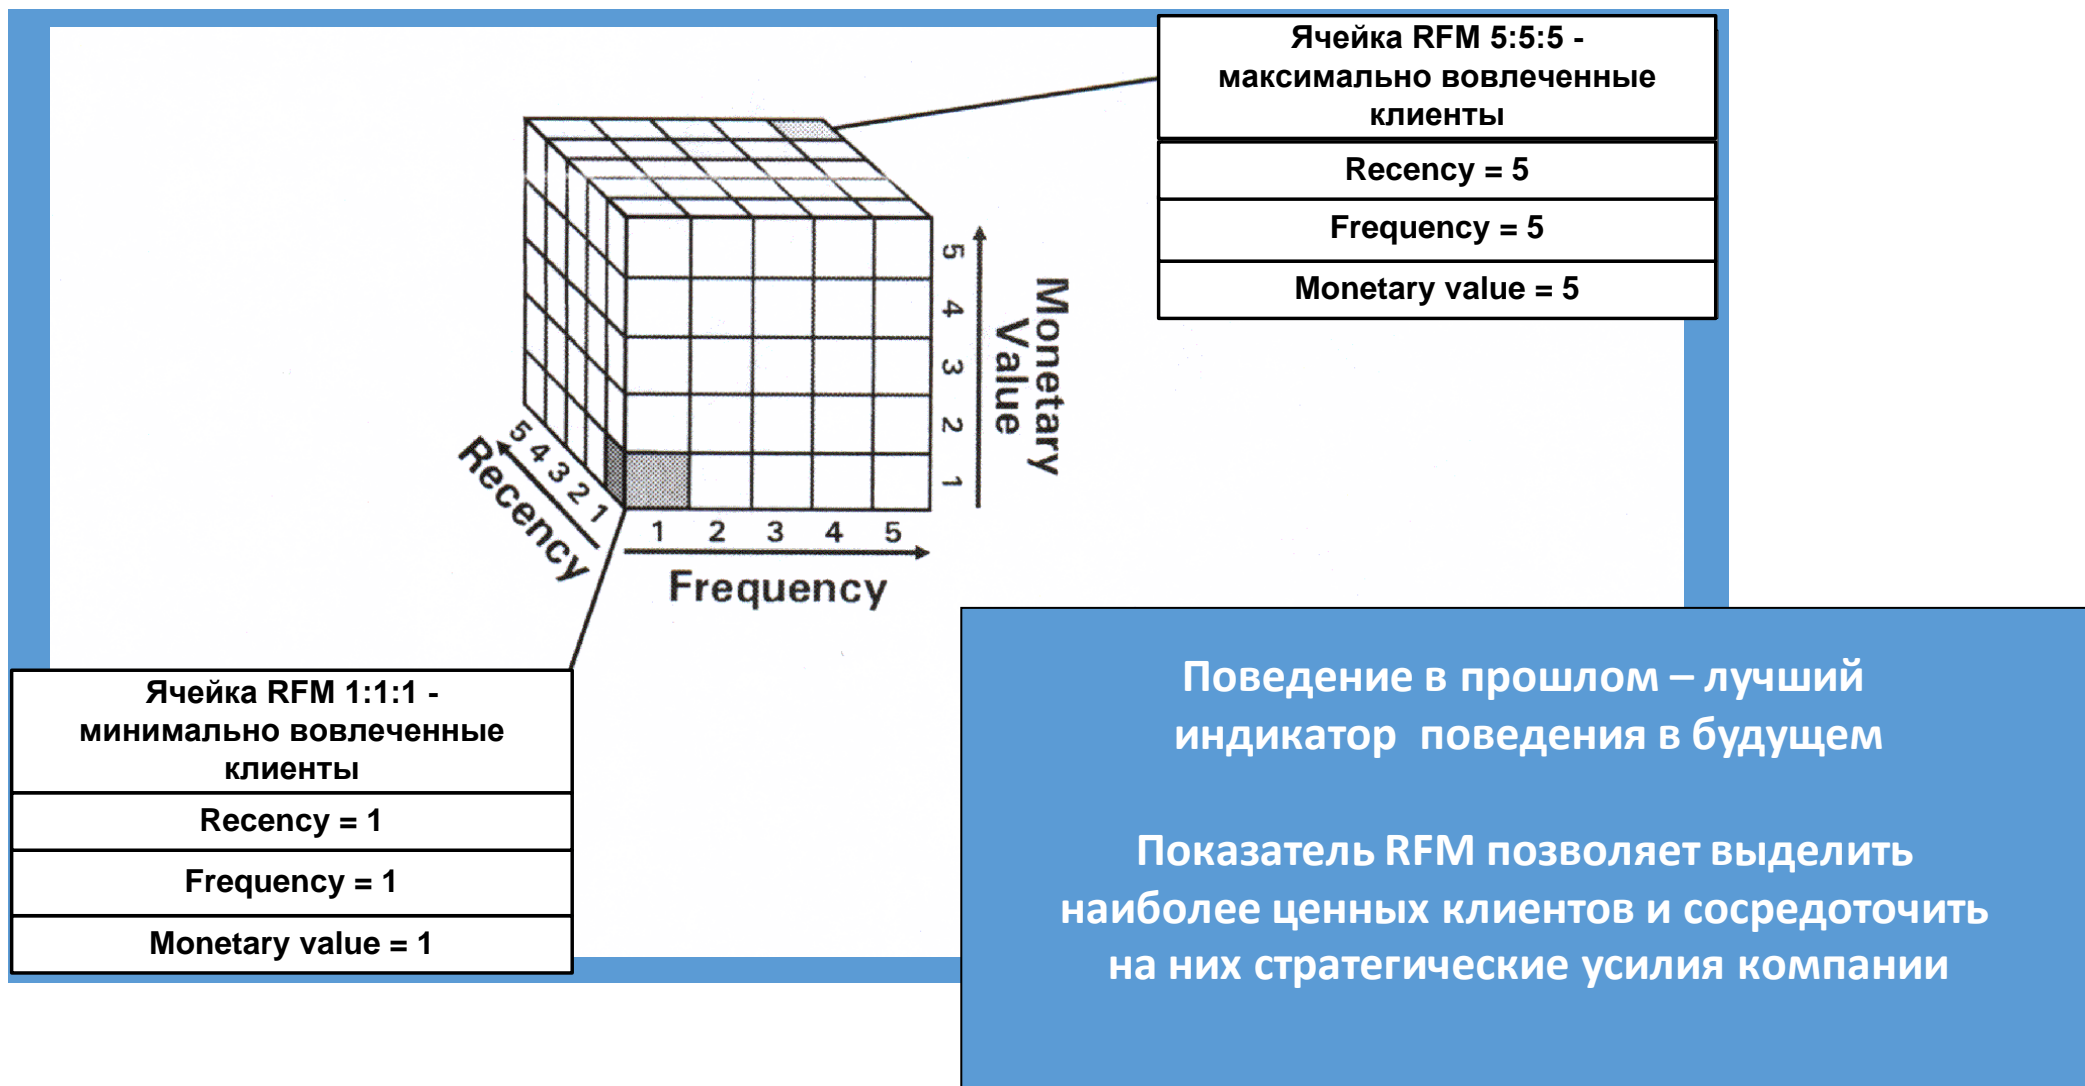 Ячейка RFM 5:5:5 -
максимально вовлеченные
клиенты
Recency = 5
Frequency = 5
Monetary value = 5
5
4
3
2
1
Monetary
Value
5 4 3 2 1
Recency
1 2 3 4 5
Frequency
Ячейка RFM 1:1:1 -
минимально вовлеченные
клиенты
Recency = 1
Frequency = 1
Monetary value = 1
Поведение в прошлом – лучший
индикатор поведения в будущем
Показатель RFM позволяет выделить
наиболее ценных клиентов и сосредоточить
на них стратегические усилия компании